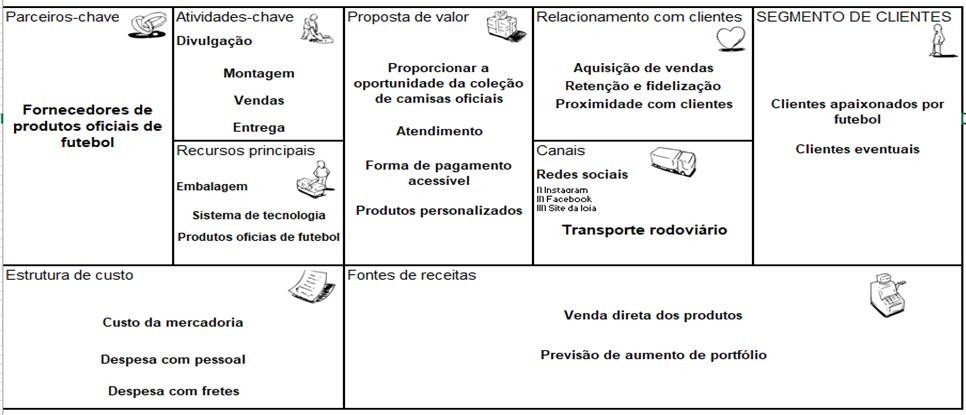 Parceiros-chave
Fornecedores de
produtos oficiais de
futebol
Atividades-chave
Divulgação
Montagem
Vendas
Entrega
Recursos principais
Embalagem
Sistema de tecnologia
Produtos oficias de futebol
Proposta de valor
Proporcionar a
oportunidade da coleção
de camisas oficiais
Atendimento
Forma de pagamento
acessível
Produtos personalizados
Relacionamento com clientes
Aquisição de vendas
Retenção e fidelização
Proximidade com clientes
Canais
Redes sociais
I) Instagram
II) Facebook
III) Site da loja
Transporte rodoviário
SEGMENTO DE CLIENTES
Clientes apaixonados por
futebol
Clientes eventuais
Estrutura de custo
Custo da mercadoria
Despesa com pessoal
Despesa com fretes
Fontes de receitas
Venda direta dos produtos
Previsão de aumento de portfólio